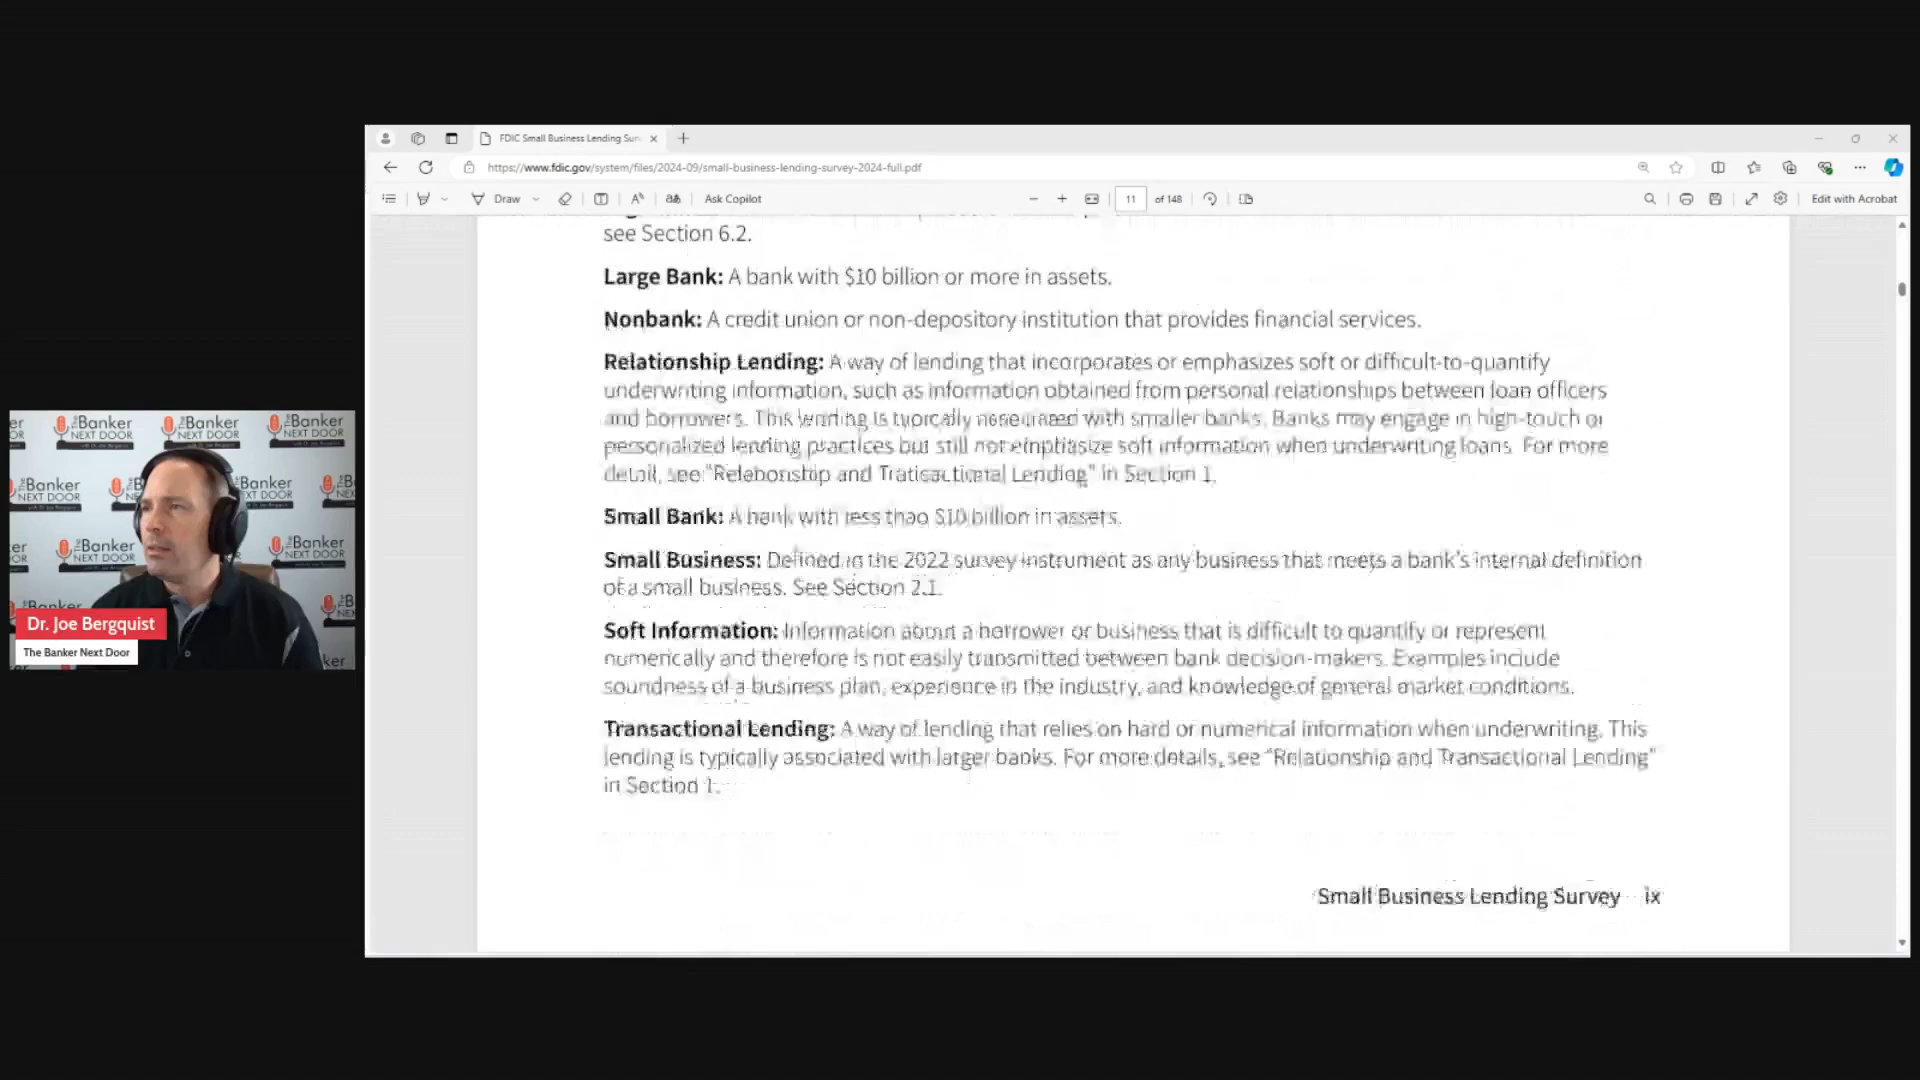 FDIC Small Business Lending Sur
https://www.fdic.gov/system/files/2024-09/small-business-lending-survey-2024-full.pdf
Draw
Ask Copilot
11 of 148
Edit with Acrobat
see Section 6.2.
Large Bank: A bank with $10 billion or more in assets.
Nonbank: A credit union or non-depository institution that provides financial services.
Relationship Lending: A way of lending that incorporates or emphasizes soft or difficult-to-quantify
underwriting information, such as information obtained from personal relationships between loan officers
and borrowers. This lending is typically associated with smaller banks. Banks may engage in high-touch or
personalized lending practices but still not emphasize soft information when underwriting loans. For more
detail, see "Relationship and Transactional Lending" in Section 1.
Small Bank: A bank with less than $10 billion in assets.
Small Business: Defined in the 2022 survey instrument as any business that meets a bank's internal definition
of a small business. See Section 2.1.
Soft Information: Information about a borrower or business that is difficult to quantify or represent
numerically and therefore is not easily transmitted between bank decision-makers. Examples include
soundness of a business plan, experience in the industry, and knowledge of general market conditions.
Transactional Lending: A way of lending that relies on hard or numerical information when underwriting. This
lending is typically associated with larger banks. For more details, see "Relationship and Transactional Lending"
in Section 1.
Small Business Lending Survey ix
The Banker
NEXT DOOR
Dr. Joe Bergquist
The Banker Next Door